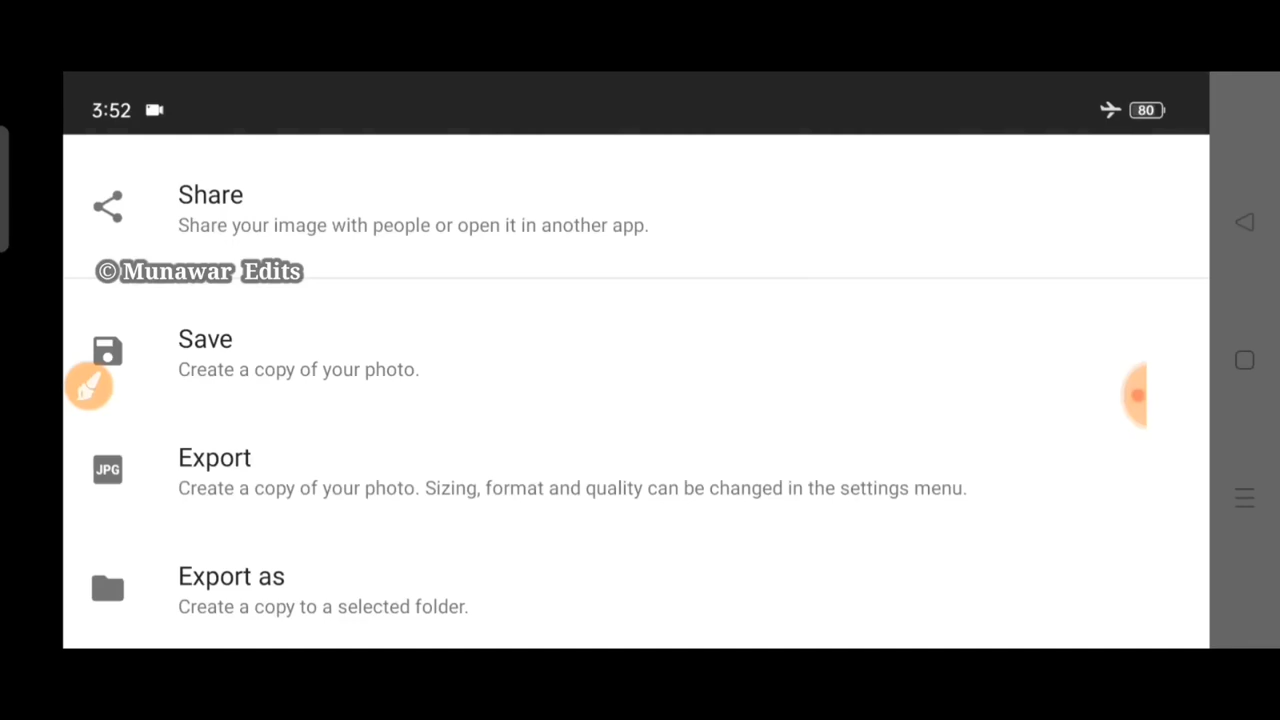 3:52
80
Share
Share your image with people or open it in another app.
© Munawar Edits
Save
Create a copy of your photo.
JPG
Export
Create a copy of your photo. Sizing, format and quality can be changed in the settings menu.
Export as
Create a copy to a selected folder.